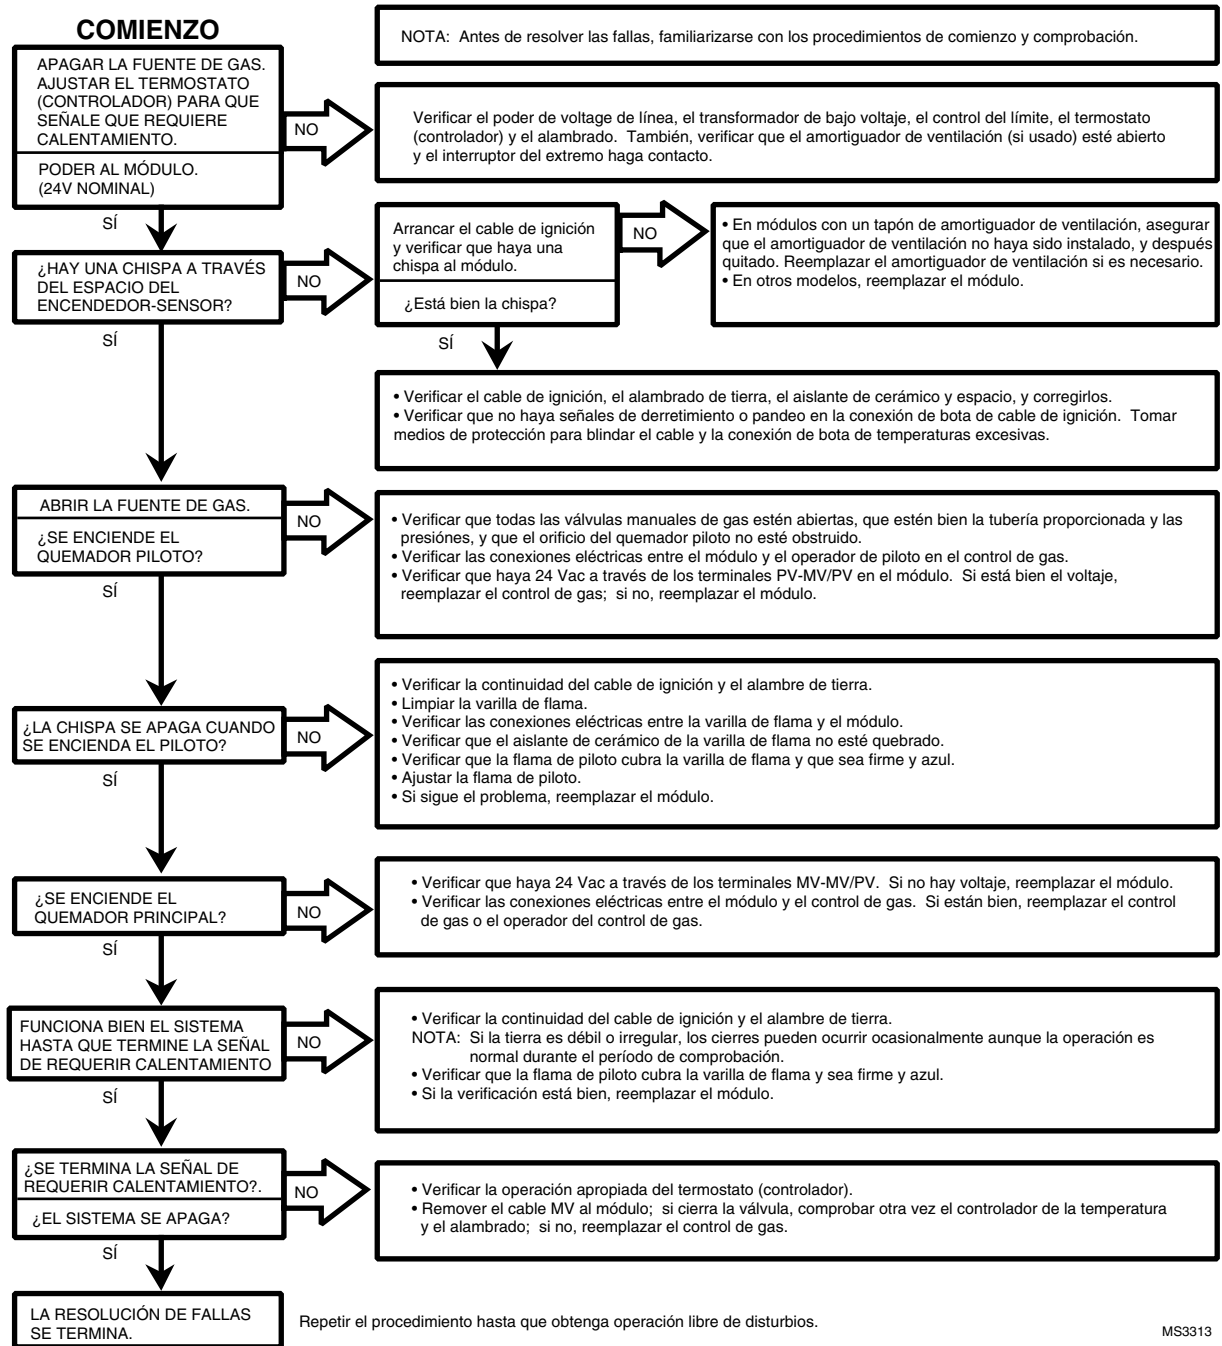 COMIENZO
NOTA: Antes de resolver las fallas, familiarizarse con los procedimientos de comienzo y comprobación.
APAGAR LA FUENTE DE GAS.
AJUSTAR EL TERMOSTATO
(CONTROLADOR) PARA QUE
SEÑALE QUE REQUIERE
CALENTAMIENTO.
PODER AL MÓDULO.
(24V NOMINAL)
NO
Verificar el poder de voltage de línea, el transformador de bajo voltaje, el control del límite, el termostato
(controlador) y el alambrado. También, verificar que el amortiguador de ventilación (si usado) esté abierto
y el interruptor del extremo haga contacto.
SÍ
¿HAY UNA CHISPA A TRAVÉS
DEL ESPACIO DEL
ENCENDEDOR-SENSOR?
NO
Arrancar el cable de ignición
y verificar que haya una
chispa al módulo.
¿Está bien la chispa?
NO
• En módulos con un tapón de amortiguador de ventilación, asegurar
que el amortiguador de ventilación no haya sido instalado, y después
quitado. Reemplazar el amortiguador de ventilación si es necesario.
• En otros modelos, reemplazar el módulo.
SÍ
SÍ
• Verificar el cable de ignición, el alambrado de tierra, el aislante de cerámico y espacio, y corregirlos.
• Verificar que no haya señales de derretimiento o pandeo en la conexión de bota de cable de ignición. Tomar
medios de protección para blindar el cable y la conexión de bota de temperaturas excesivas.
ABRIR LA FUENTE DE GAS.
¿SE ENCIENDE EL
QUEMADOR PILOTO?
NO
• Verificar que todas las válvulas manuales de gas estén abiertas, que estén bien la tubería proporcionada y las
presiónes, y que el orificio del quemador piloto no esté obstruido.
• Verificar las conexiones eléctricas entre el módulo y el operador de piloto en el control de gas.
• Verificar que haya 24 Vac a través de los terminales PV-MV/PV en el módulo. Si está bien el voltaje,
reemplazar el control de gas; si no, reemplazar el módulo.
SÍ
¿LA CHISPA SE APAGA CUANDO
SE ENCIENDA EL PILOTO?
NO
• Verificar la continuidad del cable de ignición y el alambre de tierra.
• Limpiar la varilla de flama.
• Verificar las conexiones eléctricas entre la varilla de flama y el módulo.
• Verificar que el aislante de cerámico de la varilla de flama no esté quebrado.
• Verificar que la flama de piloto cubra la varilla de flama y que sea firme y azul.
• Ajustar la flama de piloto.
• Si sigue el problema, reemplazar el módulo.
SÍ
¿SE ENCIENDE EL
QUEMADOR PRINCIPAL?
NO
• Verificar que haya 24 Vac a través de los terminales MV-MV/PV. Si no hay voltaje, reemplazar el módulo.
• Verificar las conexiones eléctricas entre el módulo y el control de gas. Si están bien, reemplazar el control
de gas o el operador del control de gas.
SÍ
FUNCIONA BIEN EL SISTEMA
HASTA QUE TERMINE LA SEÑAL
DE REQUERIR CALENTAMIENTO
NO
• Verificar la continuidad del cable de ignición y el alambre de tierra.
NOTA: Si la tierra es débil o irregular, los cierres pueden ocurrir ocasionalmente aunque la operación es
normal durante el período de comprobación.
• Verificar que la flama de piloto cubra la varilla de flama y sea firme y azul.
• Si la verificación está bien, reemplazar el módulo.
SÍ
¿SE TERMINA LA SEÑAL DE
REQUERIR CALENTAMIENTO?.
¿EL SISTEMA SE APAGA?
NO
• Verificar la operación apropiada del termostato (controlador).
• Remover el cable MV al módulo; si cierra la válvula, comprobar otra vez el controlador de la temperatura
y el alambrado; si no, reemplazar el control de gas.
SÍ
LA RESOLUCIÓN DE FALLAS
SE TERMINA.
Repetir el procedimiento hasta que obtenga operación libre de disturbios.
MS3313